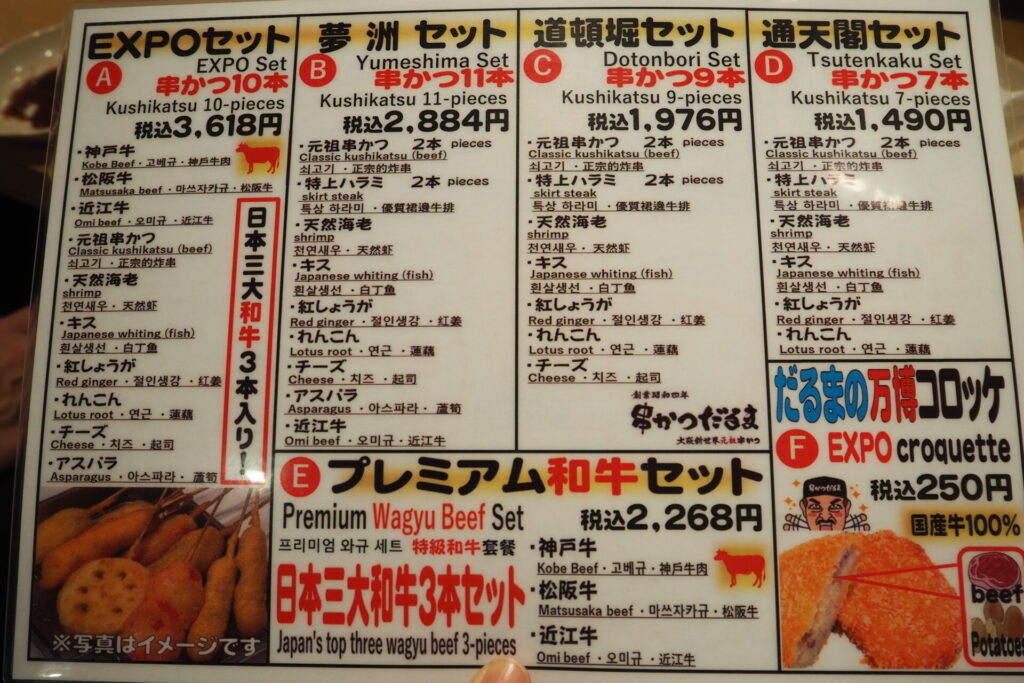 EXPOセット
A
EXPO Set
串かつ10本
Kushikatsu 10-pieces
税込3,618円
・神戸牛
Kobe Beef・고베규・神戶牛肉
・松阪牛
Matsusaka beef・마쓰자카규・松阪牛
・近江牛
Omi beef・오미규・近江牛
・元祖串かつ
Classic kushikatsu (beef)
쇠고기・正宗的炸串
・天然海老
shrimp
천연새우・天然虾
・キス
Japanese whiting (fish)
흰살생선・白丁鱼
・紅しょうが
Red ginger・절인생강・红姜
・れんこん
Lotus root・연근・蓮藕
・チーズ
Cheese・치즈・起司
・アスパラ
Asparagus・아스파라・蘆筍
日本三大和牛3本入り!
※写真はイメージです
夢洲セット
B
Yumeshima Set
串かつ11本
Kushikatsu 11-pieces
税込2,884円
・元祖串かつ 2本 pieces
Classic kushikatsu (beef)
쇠고기・正宗的炸串
・特上ハラミ 2本 pieces
skirt steak
특상 하라미・優質裙邊牛排
・天然海老
shrimp
천연새우・天然虾
・キス
Japanese whiting (fish)
흰살생선・白丁鱼
・紅しょうが
Red ginger・절인생강・红姜
・れんこん
Lotus root・연근・蓮藕
・チーズ
Cheese・치즈・起司
・アスパラ
Asparagus・아스파라・蘆筍
・近江牛
Omi beef・오미규・近江牛
道頓堀セット
C
Dotonbori Set
串かつ9本
Kushikatsu 9-pieces
税込1,976円
・元祖串かつ 2本 pieces
Classic kushikatsu (beef)
쇠고기・正宗的炸串
・特上ハラミ 2本 pieces
skirt steak
특상 하라미・優質裙邊牛排
・天然海老
shrimp
천연새우・天然虾
・キス
Japanese whiting (fish)
흰살생선・白丁鱼
・紅しょうが
Red ginger・절인생강・红姜
・れんこん
Lotus root・연근・蓮藕
・チーズ
Cheese・치즈・起司
創業昭和四年
串かつだるま
大阪新世界元祖串かつ
通天閣セット
D
Tsutenkaku Set
串かつ7本
Kushikatsu 7-pieces
税込1,490円
・元祖串かつ
Classic kushikatsu (beef)
쇠고기・正宗的炸串
・特上ハラミ
skirt steak
특상 하라미・優質裙邊牛排
・天然海老
shrimp
천연새우・天然虾
・キス
Japanese whiting (fish)
흰살생선・白丁鱼
・紅しょうが
Red ginger・절인생강・红姜
・れんこん
Lotus root・연근・蓮藕
E
プレミアム和牛セット
Premium Wagyu Beef Set
税込2,268円
프리미엄 와규 세트 特級和牛套餐
日本三大和牛3本セット
Japan's top three wagyu beef 3-pieces
・神戸牛
Kobe Beef・고베규・神戶牛肉
・松阪牛
Matsusaka beef・마쓰자카규・松阪牛
・近江牛
Omi beef・오미규・近江牛
だるまの万博コロッケ
F
EXPO croquette
串かつだるま
税込250円
国産牛100%
beef
Potatoes